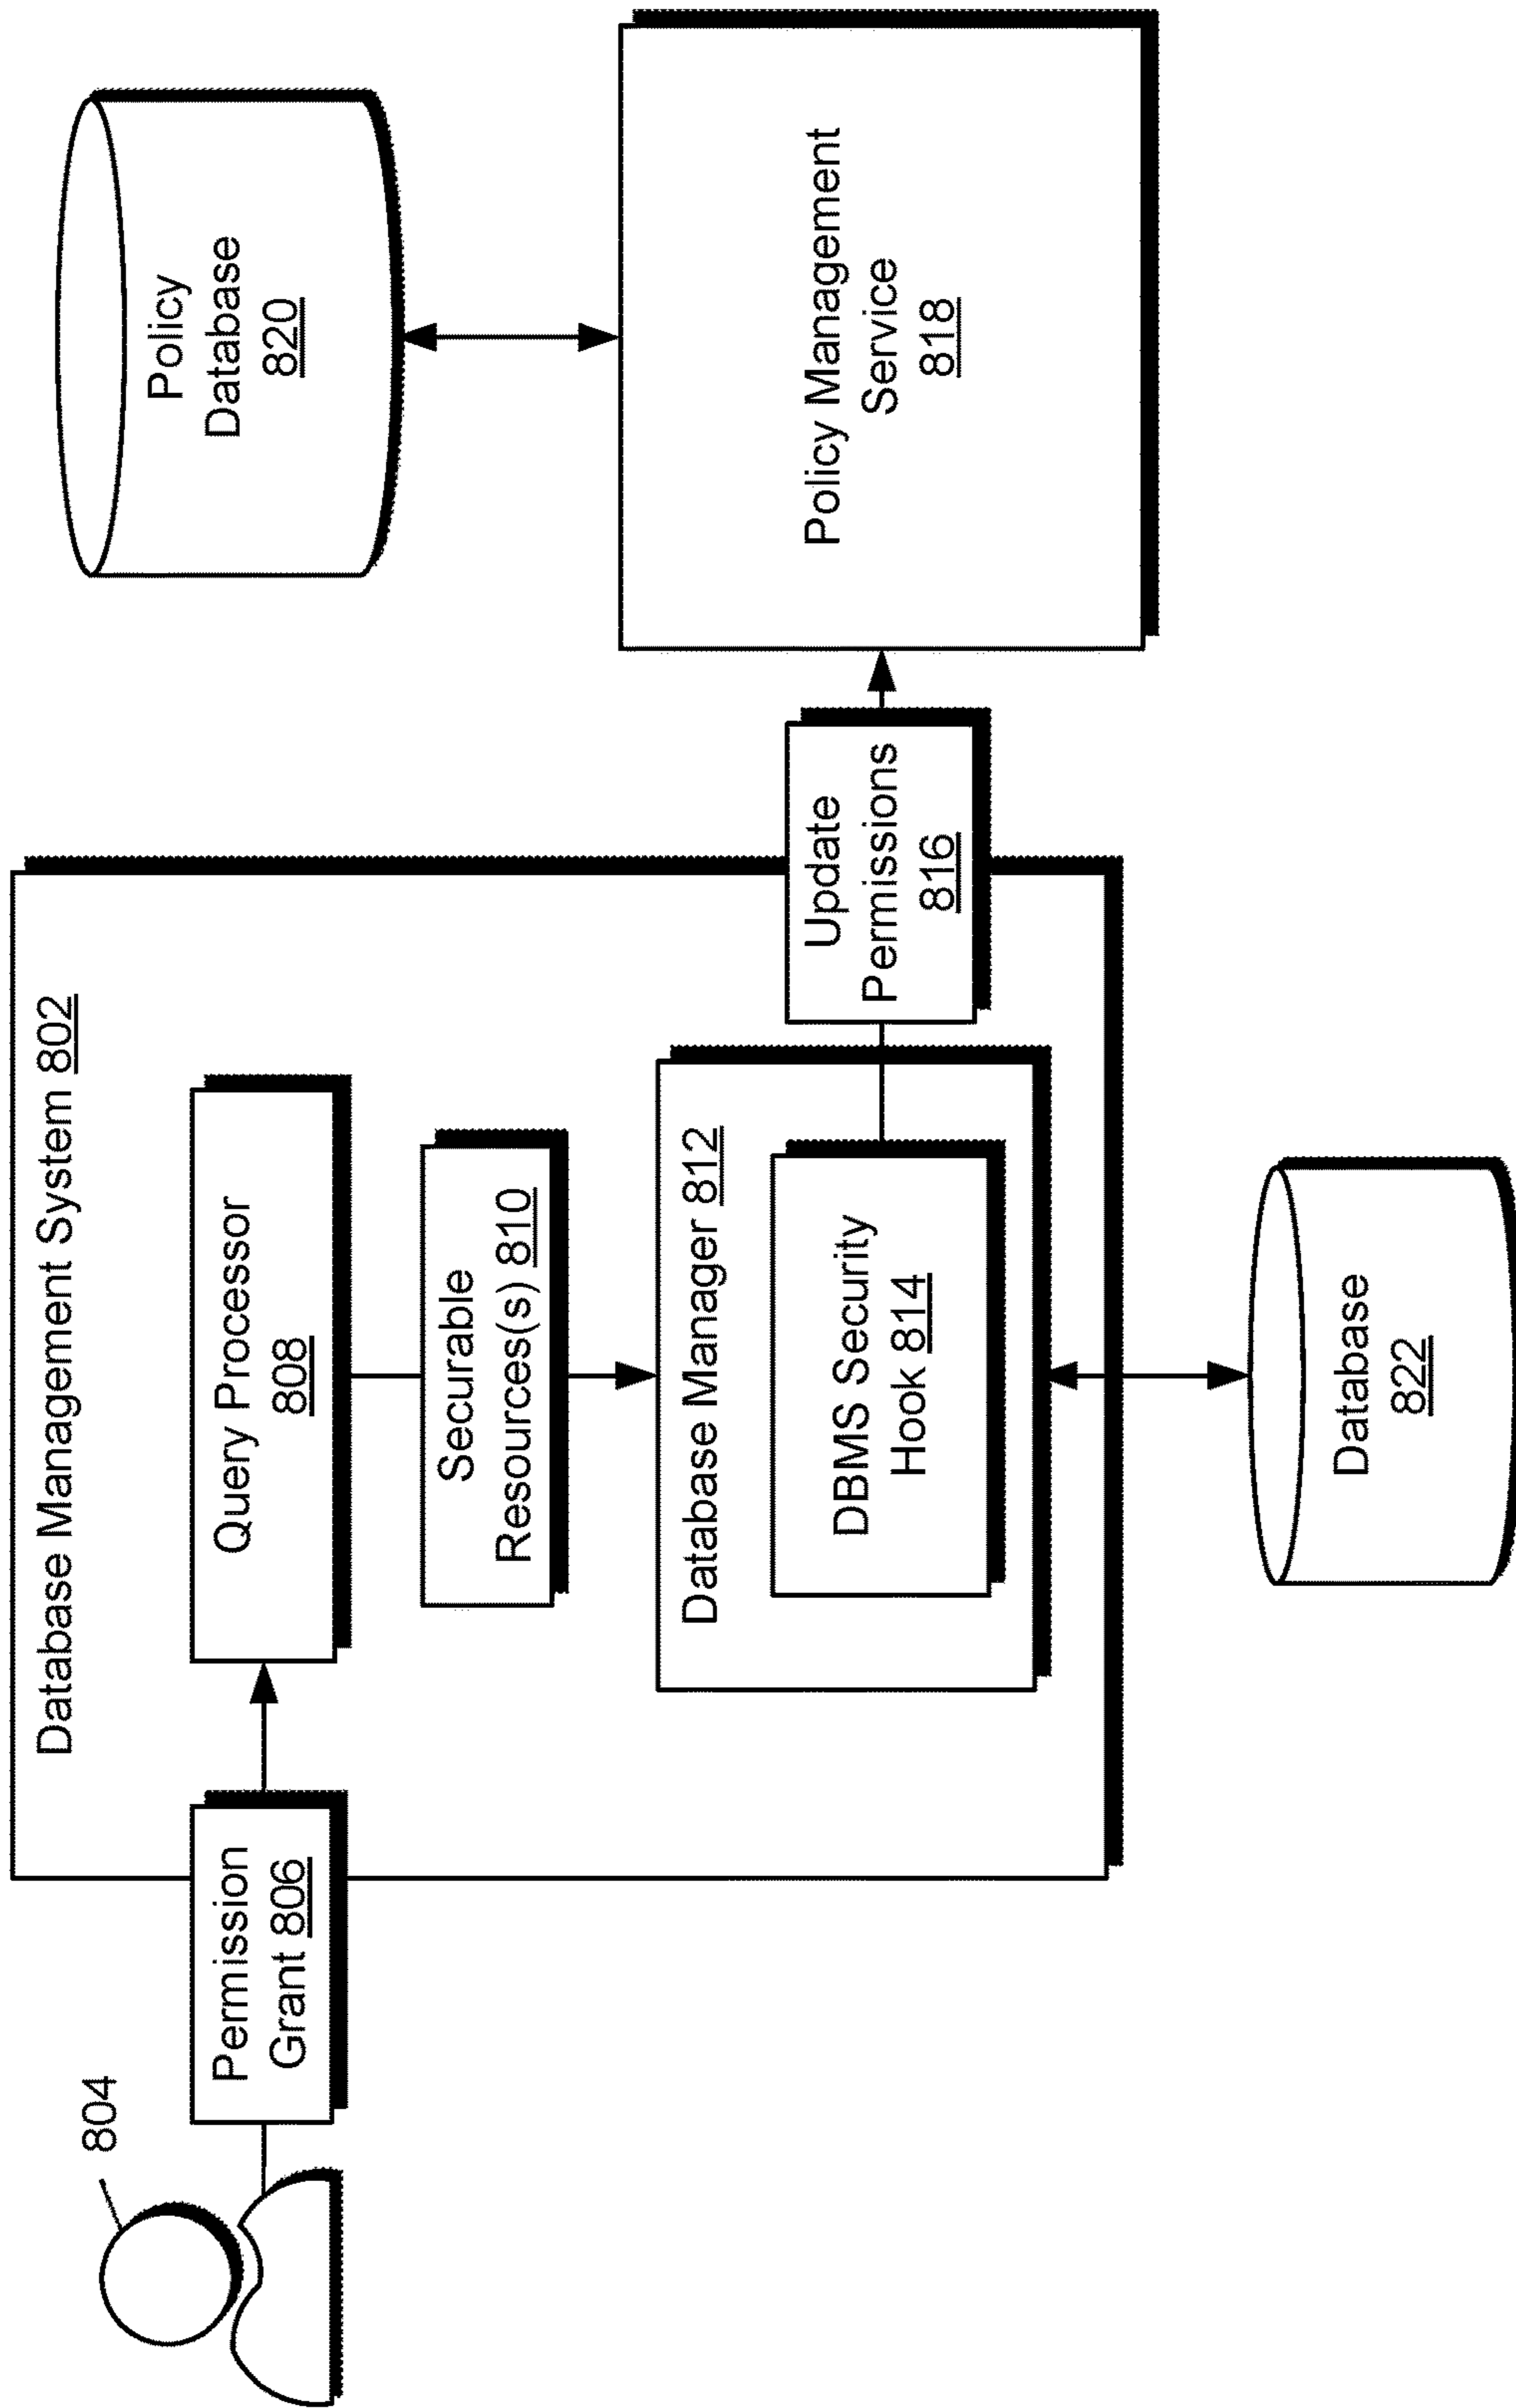 804
Permission
Grant 806
Database Management System 802
Query Processor
808
Securable
Resources(s) 810
Database Manager 812
DBMS Security
Hook 814
Update
Permissions
816
Database
822
Policy
Database
820
Policy Management
Service
818